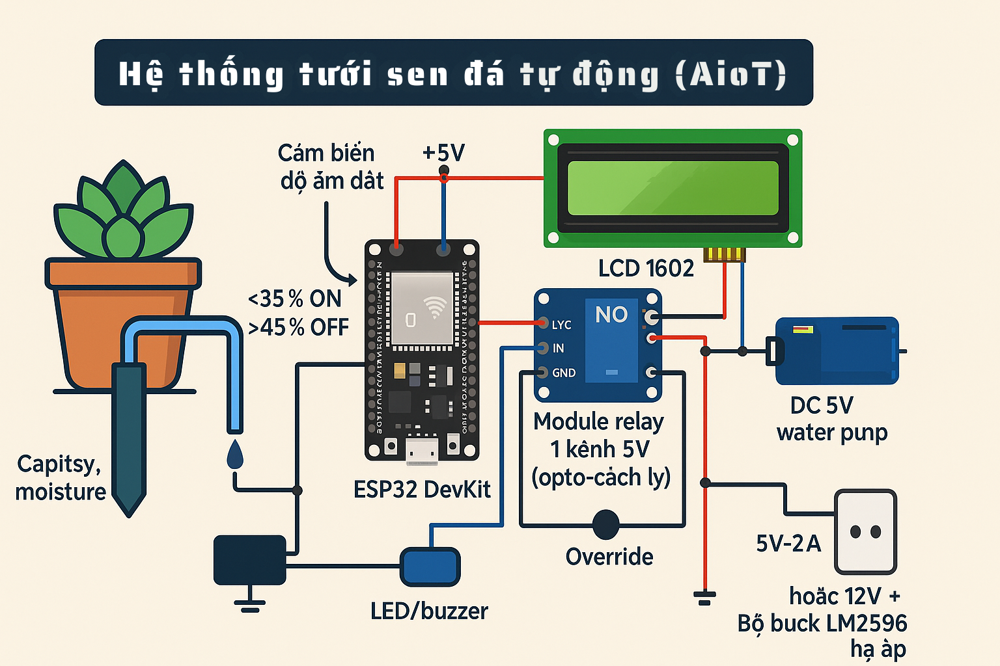 Hệ thống tưới sen đá tự động (AioT)
Cám biến
dộ ẩm dât
+5V
LCD 1602
<35% ON
>45% OFF
NO
LYC
IN
GND
DC 5V
water punp
Module relay
1 kênh 5V
(opto-cách ly)
Capitsy,
moisture
ESP32 DevKit
Override
5V-2A
LED/buzzer
hoăc 12V +
Bộ buck LM2596
hạ àp